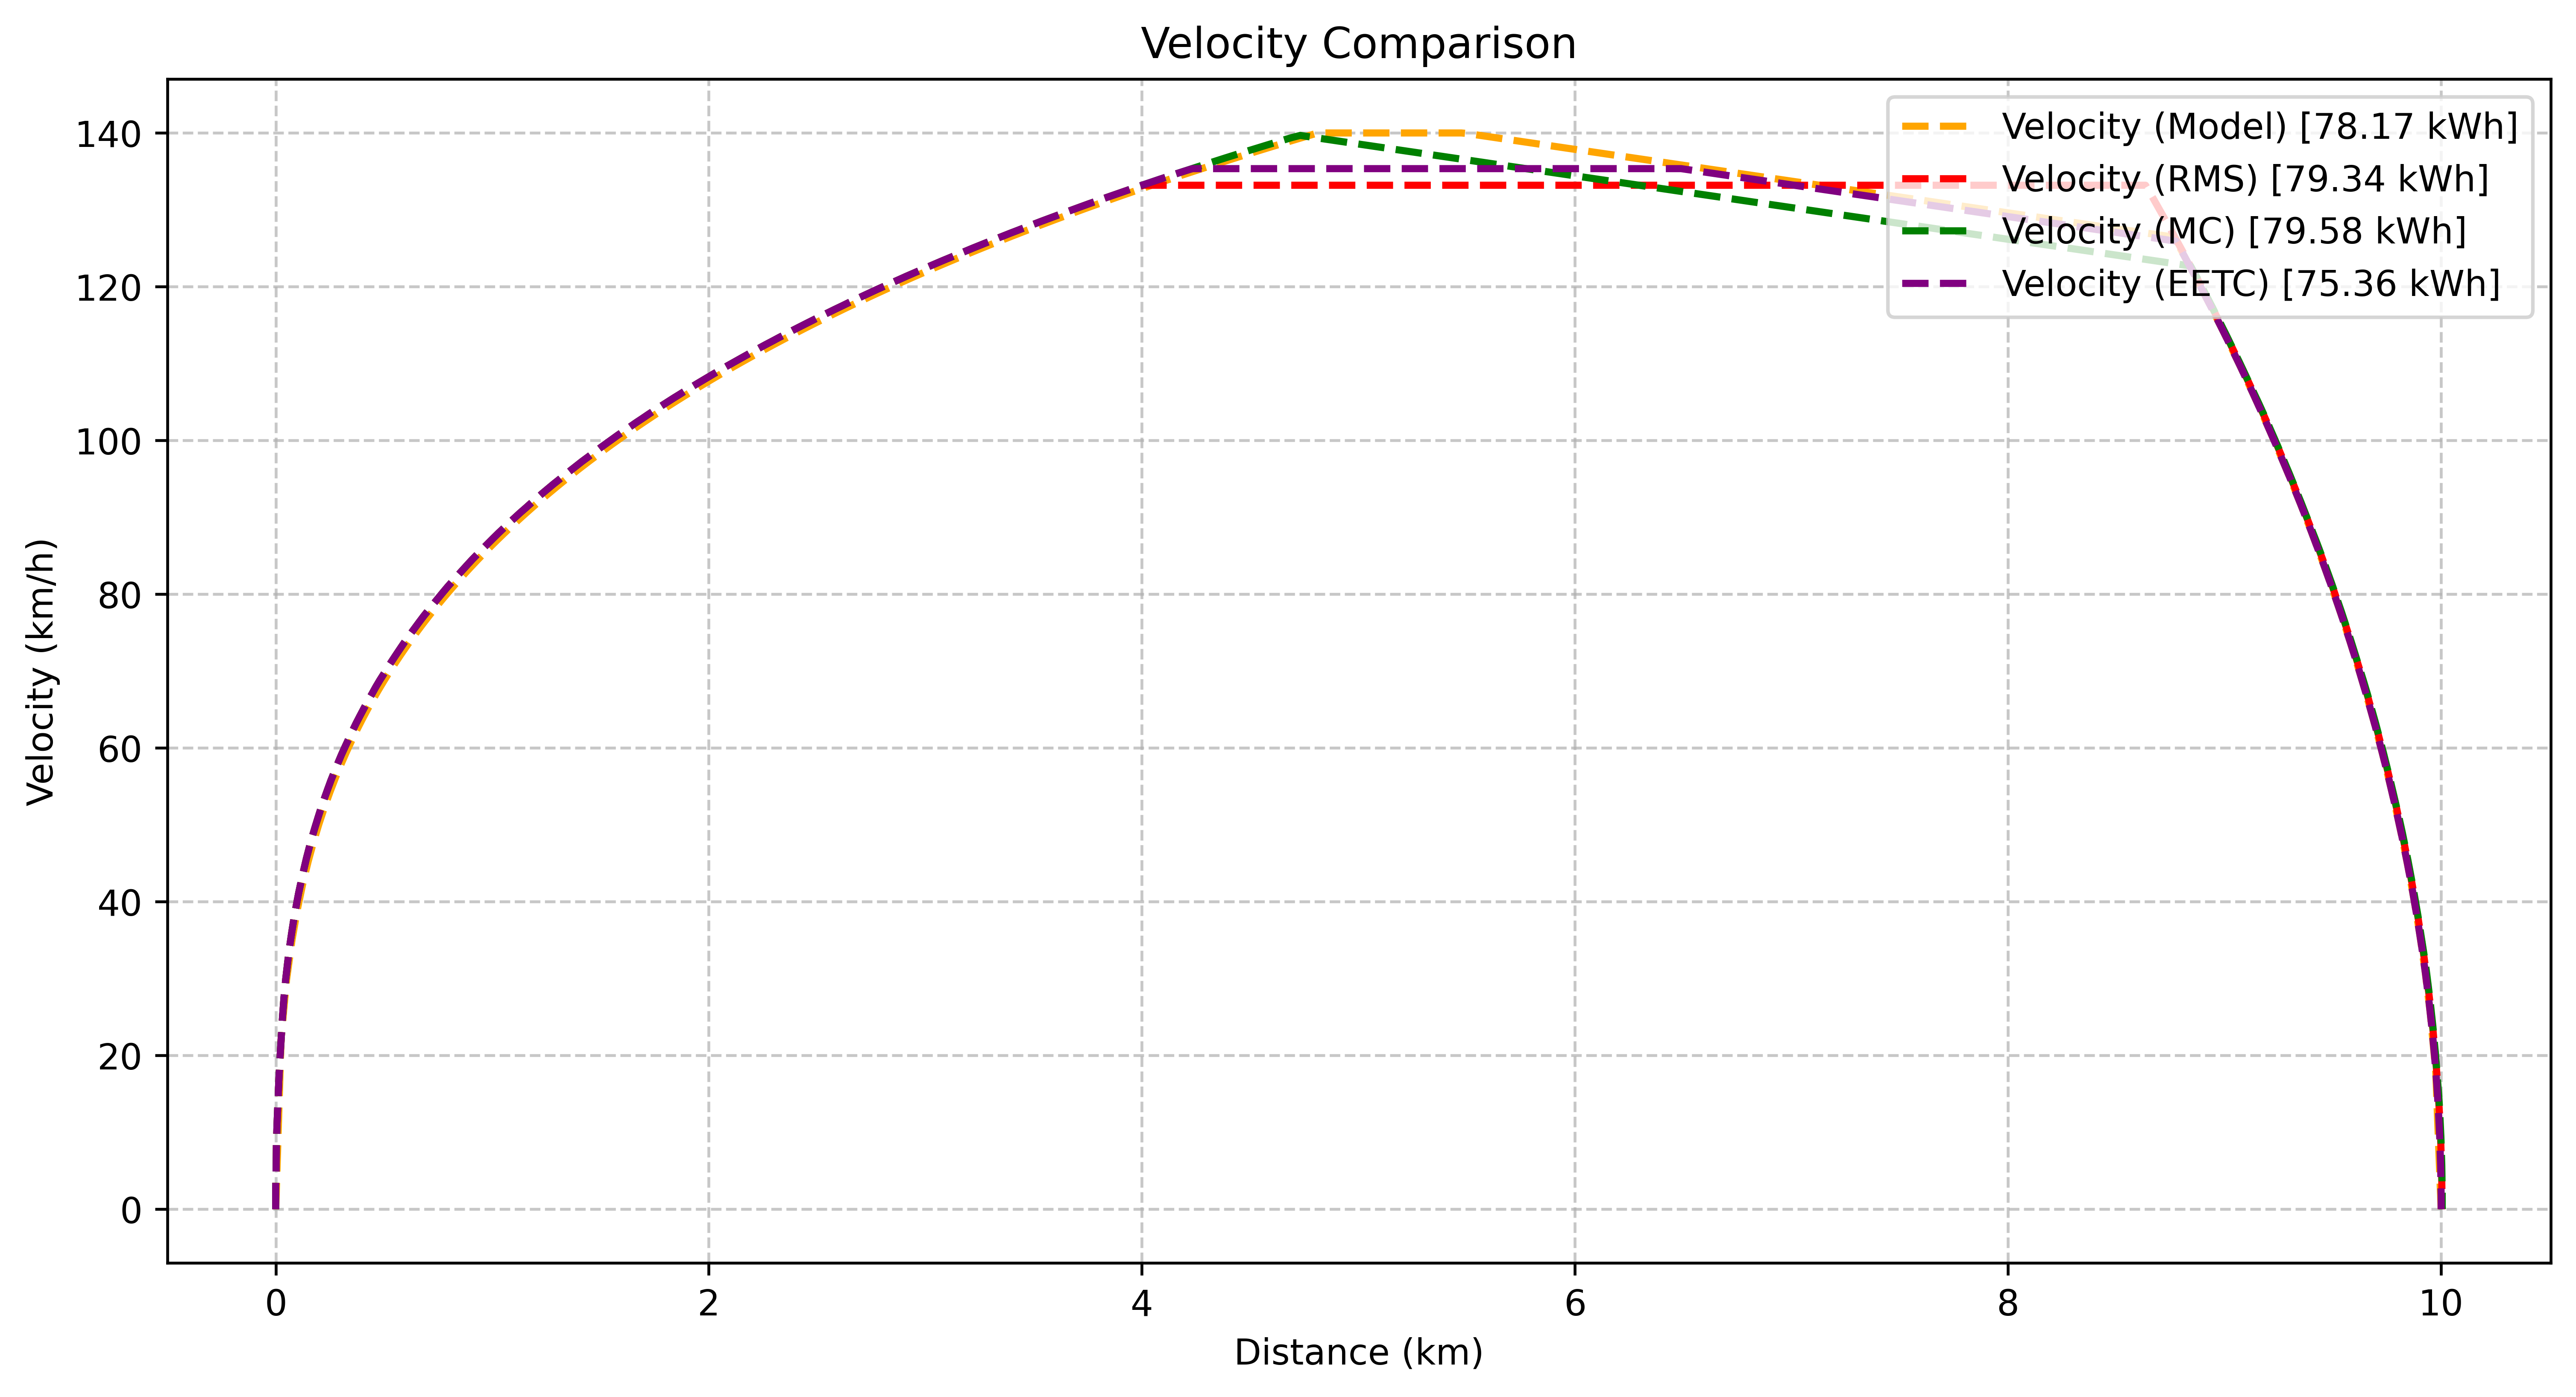 Velocity Comparison
Velocity (km/h)
140
120
100
80
60
40
20
0
Velocity (Model) [78.17 kWh]
Velocity (RMS) [79.34 kWh]
Velocity (MC) [79.58 kWh]
Velocity (EETC) [75.36 kWh]
0 2 4 6 8 10
Distance (km)